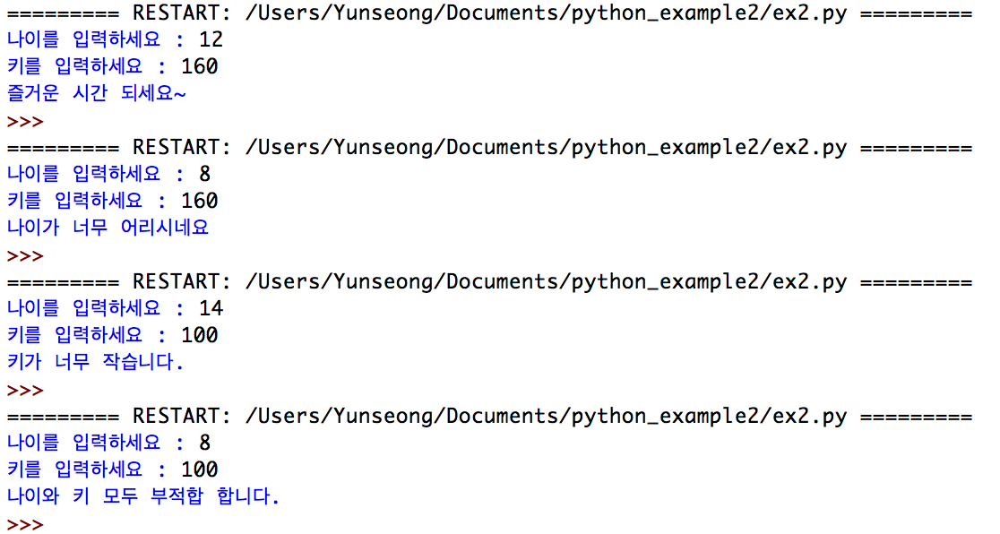 ========= RESTART: /Users/Yunseong/Documents/python_example2/ex2.py =========
나이를 입력하세요 : 12
키를 입력하세요 : 160
즐거운 시간 되세요~
>>>
========= RESTART: /Users/Yunseong/Documents/python_example2/ex2.py =========
나이를 입력하세요 : 8
키를 입력하세요 : 160
나이가 너무 어리시네요
>>>
========= RESTART: /Users/Yunseong/Documents/python_example2/ex2.py =========
나이를 입력하세요 : 14
키를 입력하세요 : 100
키가 너무 작습니다.
>>>
========= RESTART: /Users/Yunseong/Documents/python_example2/ex2.py =========
나이를 입력하세요 : 8
키를 입력하세요 : 100
나이와 키 모두 부적합 합니다.
>>>